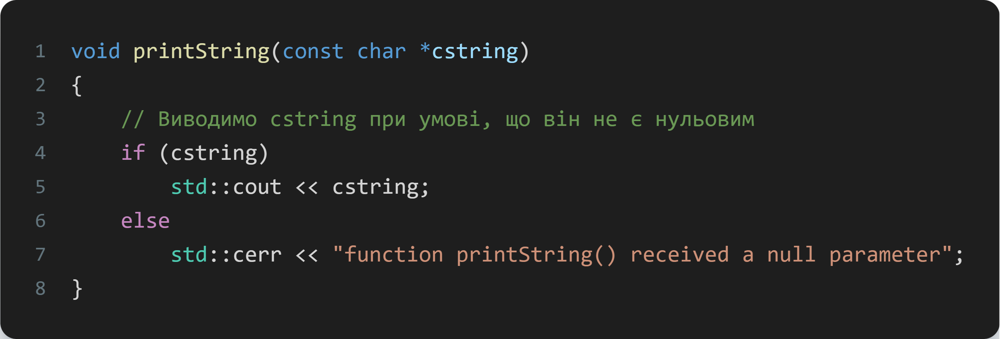 1 void printString(const char *cstring)
2 {
3     // Виводимо cstring при умові, що він не є нульовим
4     if (cstring)
5         std::cout << cstring;
6     else
7         std::cerr << "function printString() received a null parameter";
8 }